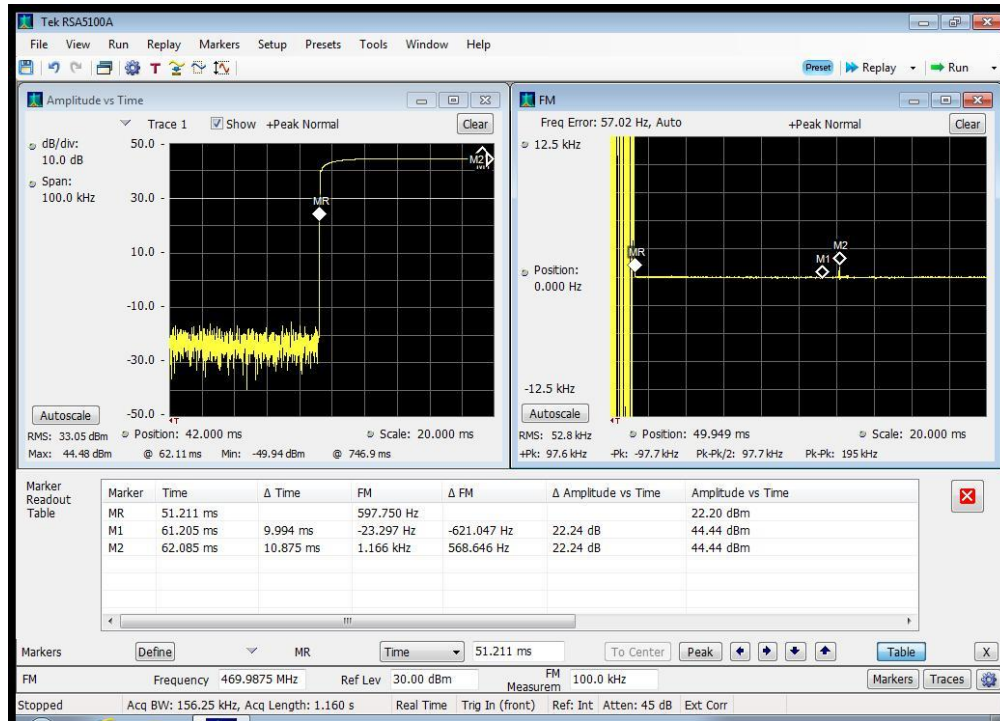 Tek RSA5100A
File View Run Replay Markers Setup Presets Tools Window Help
T Preset Replay Run
Amplitude vs Time
Trace 1 Show +Peak Normal Clear
dB/div:
10.0 dB
Span:
100.0 kHz
50.0
30.0
10.0
-10.0
-30.0
-50.0
MR
M2
T
Autoscale
Position: 42.000 ms Scale: 20.000 ms
RMS: 33.05 dBm
Max: 44.48 dBm @ 62.11 ms Min: -49.94 dBm @ 746.9 ms
FM
Freq Error: 57.02 Hz, Auto +Peak Normal Clear
12.5 kHz
MR
M1
M2
Position:
0.000 Hz
-12.5 kHz
T
Autoscale
RMS: 52.8 kHz Position: 49.949 ms Scale: 20.000 ms
+Pk: 97.6 kHz -Pk: -97.7 kHz Pk-Pk/2: 97.7 kHz Pk-Pk: 195 kHz
Marker
Readout
Table
Marker Time Δ Time FM Δ FM Δ Amplitude vs Time Amplitude vs Time
MR 51.211 ms 597.750 Hz 22.20 dBm
M1 61.205 ms 9.994 ms -23.297 Hz -621.047 Hz 22.24 dB 44.44 dBm
M2 62.085 ms 10.875 ms 1.166 kHz 568.646 Hz 22.24 dB 44.44 dBm
Markers Define MR Time 51.211 ms To Center Peak Table X
FM Frequency 469.9875 MHz Ref Lev 30.00 dBm FM Measurem 100.0 kHz Markers Traces
Stopped Acq BW: 156.25 kHz, Acq Length: 1.160 s Real Time Trig In (front) Ref: Int Atten: 45 dB Ext Corr